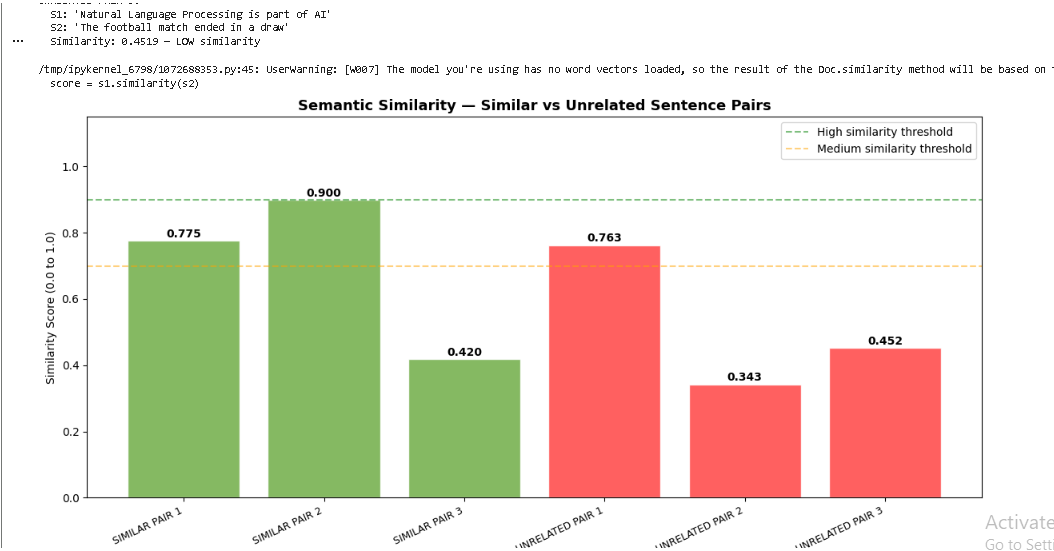 S1: 'Natural Language Processing is part of AI'
S2: 'The football match ended in a draw'
... Similarity: 0.4519 — LOW similarity
/tmp/ipykernel_6798/1072688353.py:45: UserWarning: [W007] The model you're using has no word vectors loaded, so the result of the Doc.similarity method will be based on
score = s1.similarity(s2)
Semantic Similarity — Similar vs Unrelated Sentence Pairs
High similarity threshold
Medium similarity threshold
Similarity Score (0.0 to 1.0)
1.0
0.8
0.6
0.4
0.2
0.0
0.775
0.900
0.420
0.763
0.343
0.452
SIMILAR PAIR 1
SIMILAR PAIR 2
SIMILAR PAIR 3
UNRELATED PAIR 1
UNRELATED PAIR 2
UNRELATED PAIR 3
Activate
Go to Setti